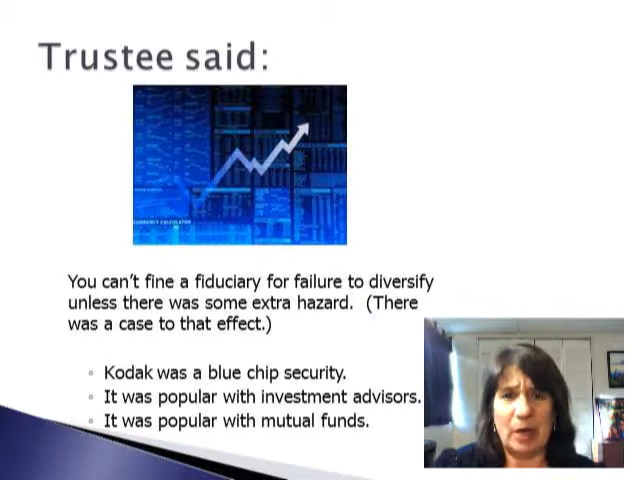 Trustee said:
CURRENCY CALCULATOR
You can't fine a fiduciary for failure to diversify
unless there was some extra hazard. (There
was a case to that effect.)
◦ Kodak was a blue chip security.
◦ It was popular with investment advisors.
◦ It was popular with mutual funds.